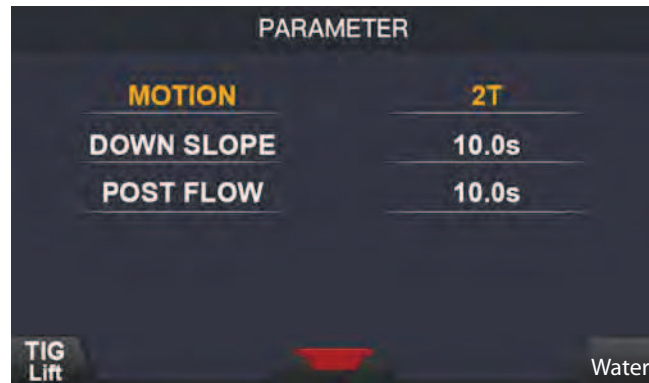 PARAMETER
MOTION 2T
DOWN SLOPE 10.0s
POST FLOW 10.0s
TIG
Lift
Water